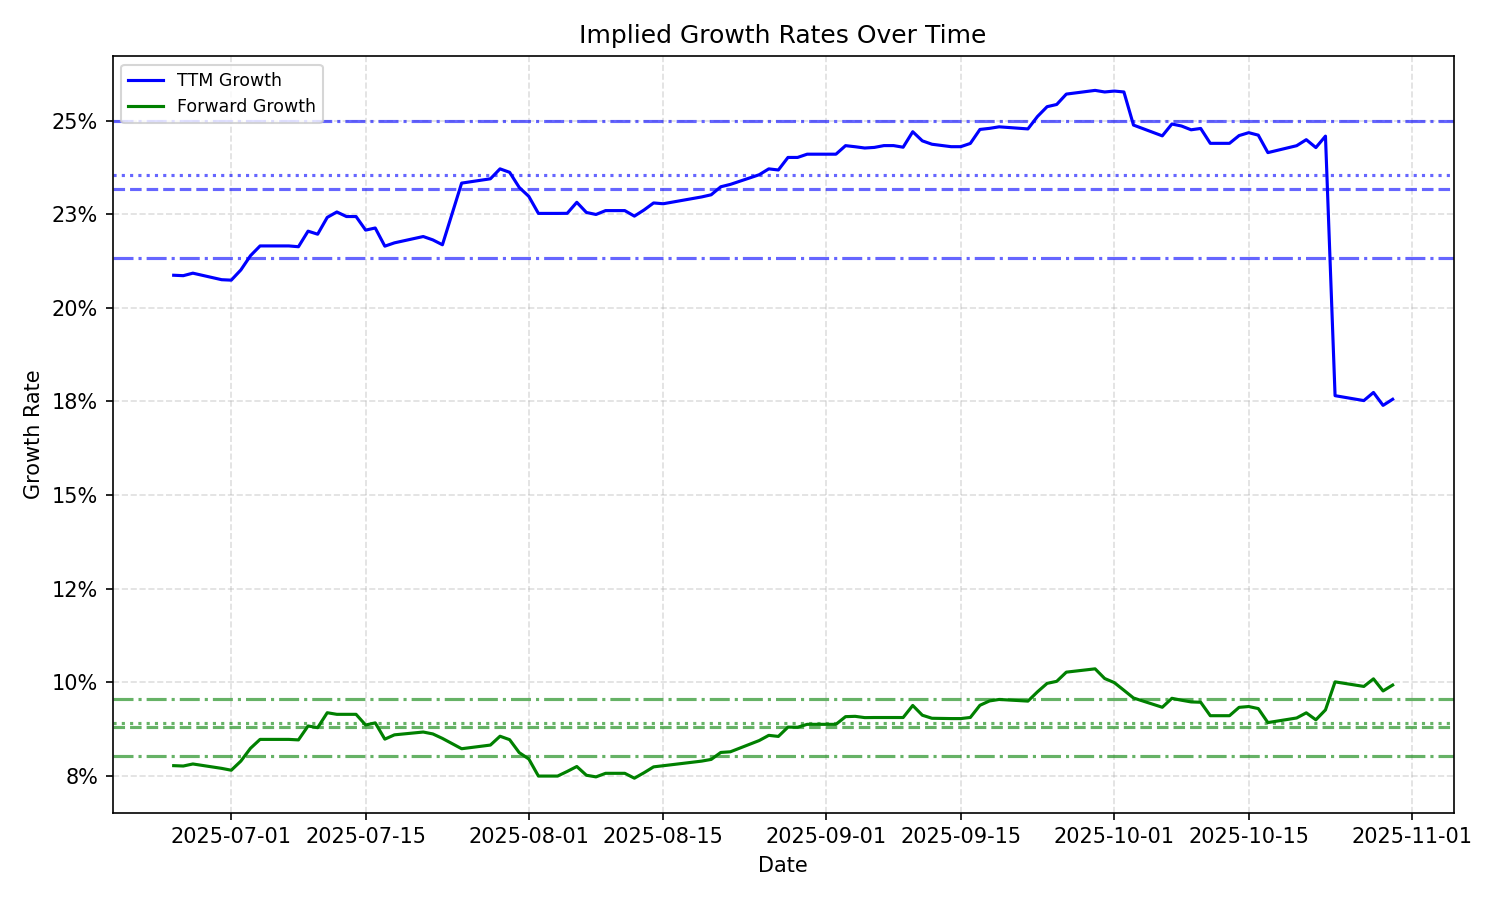 Implied Growth Rates Over Time
TTM Growth
Forward Growth
25%
23%
20%
18%
15%
12%
10%
8%
Growth Rate
2025-07-01 2025-07-15 2025-08-01 2025-08-15 2025-09-01 2025-09-15 2025-10-01 2025-10-15 2025-11-01
Date